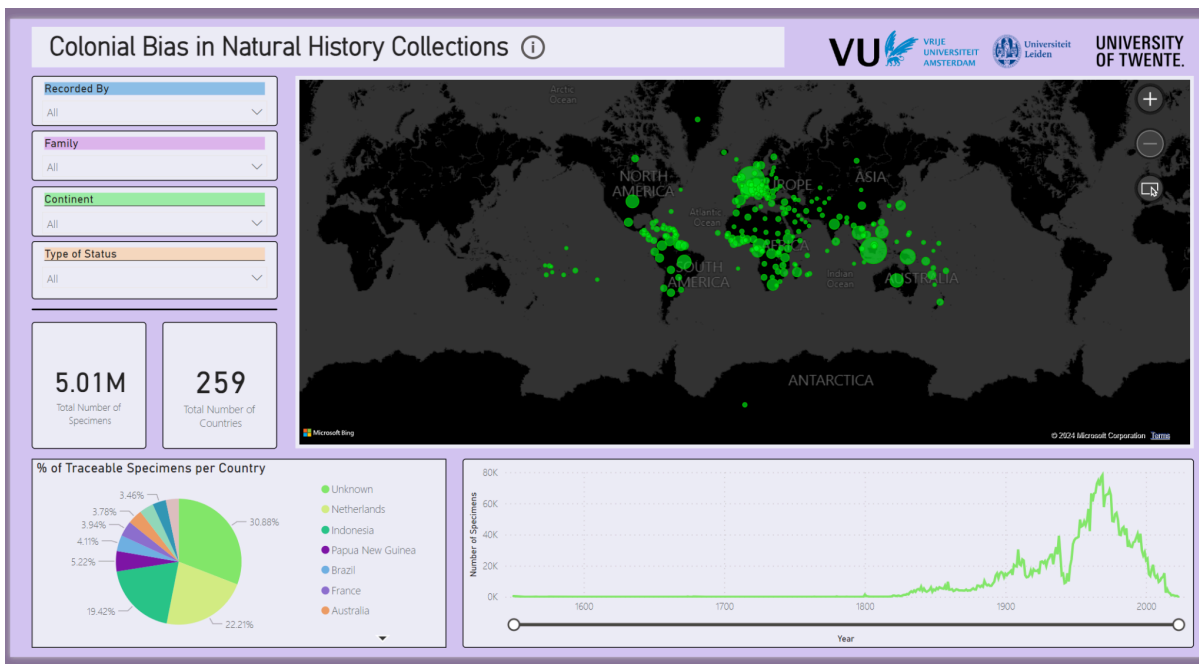 Colonial Bias in Natural History Collections
i
VU
VRIJE
UNIVERSITEIT
AMSTERDAM
Universiteit
Leiden
UNIVERSITY
OF TWENTE.
Recorded By
All
Family
All
Continent
All
Type of Status
All
5.01M
Total Number of
Specimens
259
Total Number of
Countries
Arctic
Ocean
NORTH
AMERICA
EUROPE
ASIA
Atlantic
Ocean
AFRICA
SOUTH
AMERICA
Indian
Ocean
AUSTRALIA
ANTARCTICA
Microsoft Bing
© 2024 Microsoft Corporation Terms
% of Traceable Specimens per Country
3.46%
3.78%
3.94%
4.11%
5.22%
19.42%
30.88%
22.21%
Unknown
Netherlands
Indonesia
Papua New Guinea
Brazil
France
Australia
Number of Specimens
80K
60K
40K
20K
0K
1600
1700
1800
1900
2000
Year